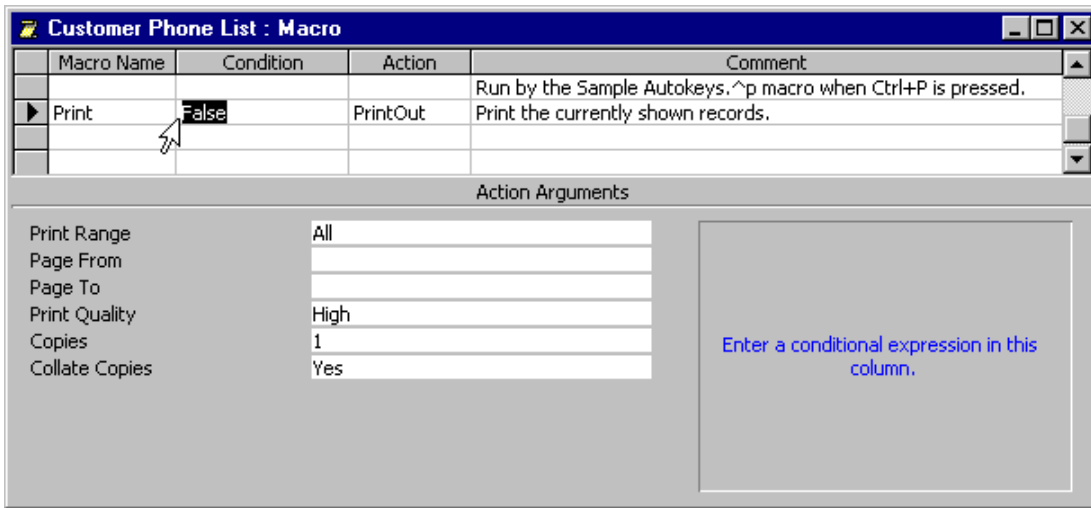 Customer Phone List : Macro
Macro Name Condition Action Comment
Run by the Sample Autokeys.^p macro when Ctrl+P is pressed.
Print False PrintOut Print the currently shown records.
Action Arguments
Print Range All
Page From
Page To
Print Quality High
Copies 1
Collate Copies Yes
Enter a conditional expression in this
column.